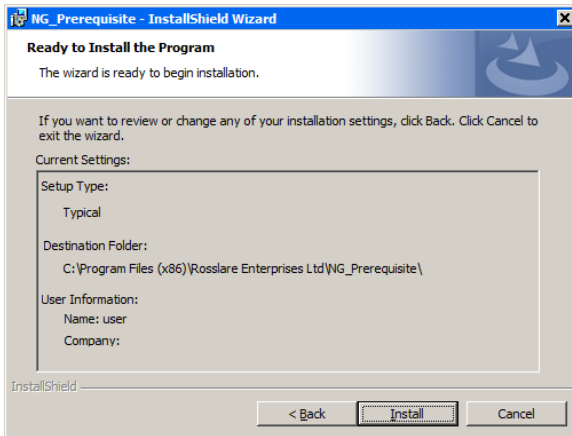 NG_Prerequisite - InstallShield Wizard
Ready to Install the Program
The wizard is ready to begin installation.
If you want to review or change any of your installation settings, click Back. Click Cancel to
exit the wizard.
Current Settings:
Setup Type:
Typical
Destination Folder:
C:\Program Files (x86)\Rosslare Enterprises Ltd\NG_Prerequisite\
User Information:
Name: user
Company:
InstallShield
< Back
Install
Cancel